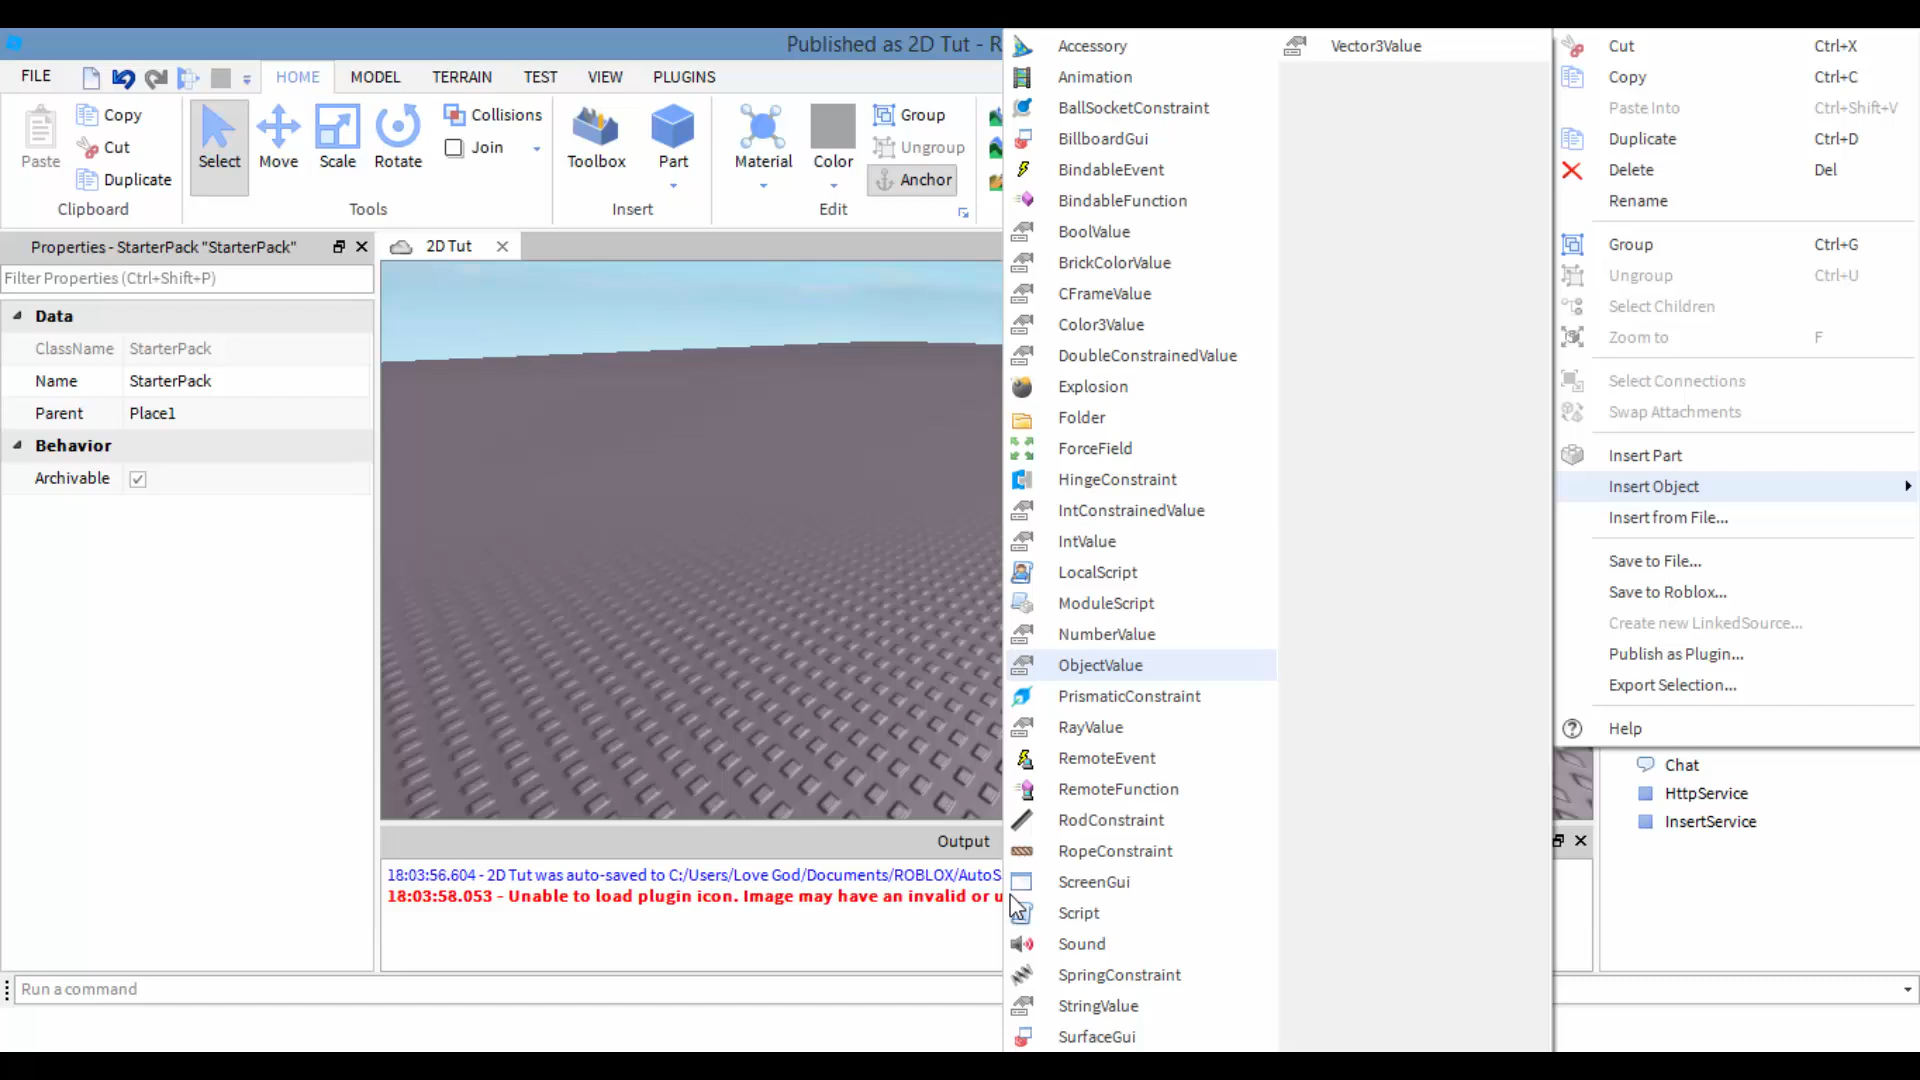 Published as 2D Tut - R
FILE
HOME
MODEL
TERRAIN
TEST
VIEW
PLUGINS
Paste
Copy
Cut
Duplicate
Clipboard
Select
Move
Scale
Rotate
Collisions
Join
Tools
Toolbox
Part
Insert
Material
Color
Group
Ungroup
Anchor
Edit
Properties - StarterPack "StarterPack"
Filter Properties (Ctrl+Shift+P)
Data
ClassName StarterPack
Name StarterPack
Parent Place1
Behavior
Archivable
2D Tut
Output
18:03:56.604 - 2D Tut was auto-saved to C:/Users/Love God/Documents/ROBLOX/AutoS
18:03:58.053 - Unable to load plugin icon. Image may have an invalid or u
Run a command
Accessory
Animation
BallSocketConstraint
BillboardGui
BindableEvent
BindableFunction
BoolValue
BrickColorValue
CFrameValue
Color3Value
DoubleConstrainedValue
Explosion
Folder
ForceField
HingeConstraint
IntConstrainedValue
IntValue
LocalScript
ModuleScript
NumberValue
ObjectValue
PrismaticConstraint
RayValue
RemoteEvent
RemoteFunction
RodConstraint
RopeConstraint
ScreenGui
Script
Sound
SpringConstraint
StringValue
SurfaceGui
Vector3Value
Cut Ctrl+X
Copy Ctrl+C
Paste Into Ctrl+Shift+V
Duplicate Ctrl+D
Delete Del
Rename
Group Ctrl+G
Ungroup Ctrl+U
Select Children
Zoom to F
Select Connections
Swap Attachments
Insert Part
Insert Object
Insert from File...
Save to File...
Save to Roblox...
Create new LinkedSource...
Publish as Plugin...
Export Selection...
Help
Chat
HttpService
InsertService